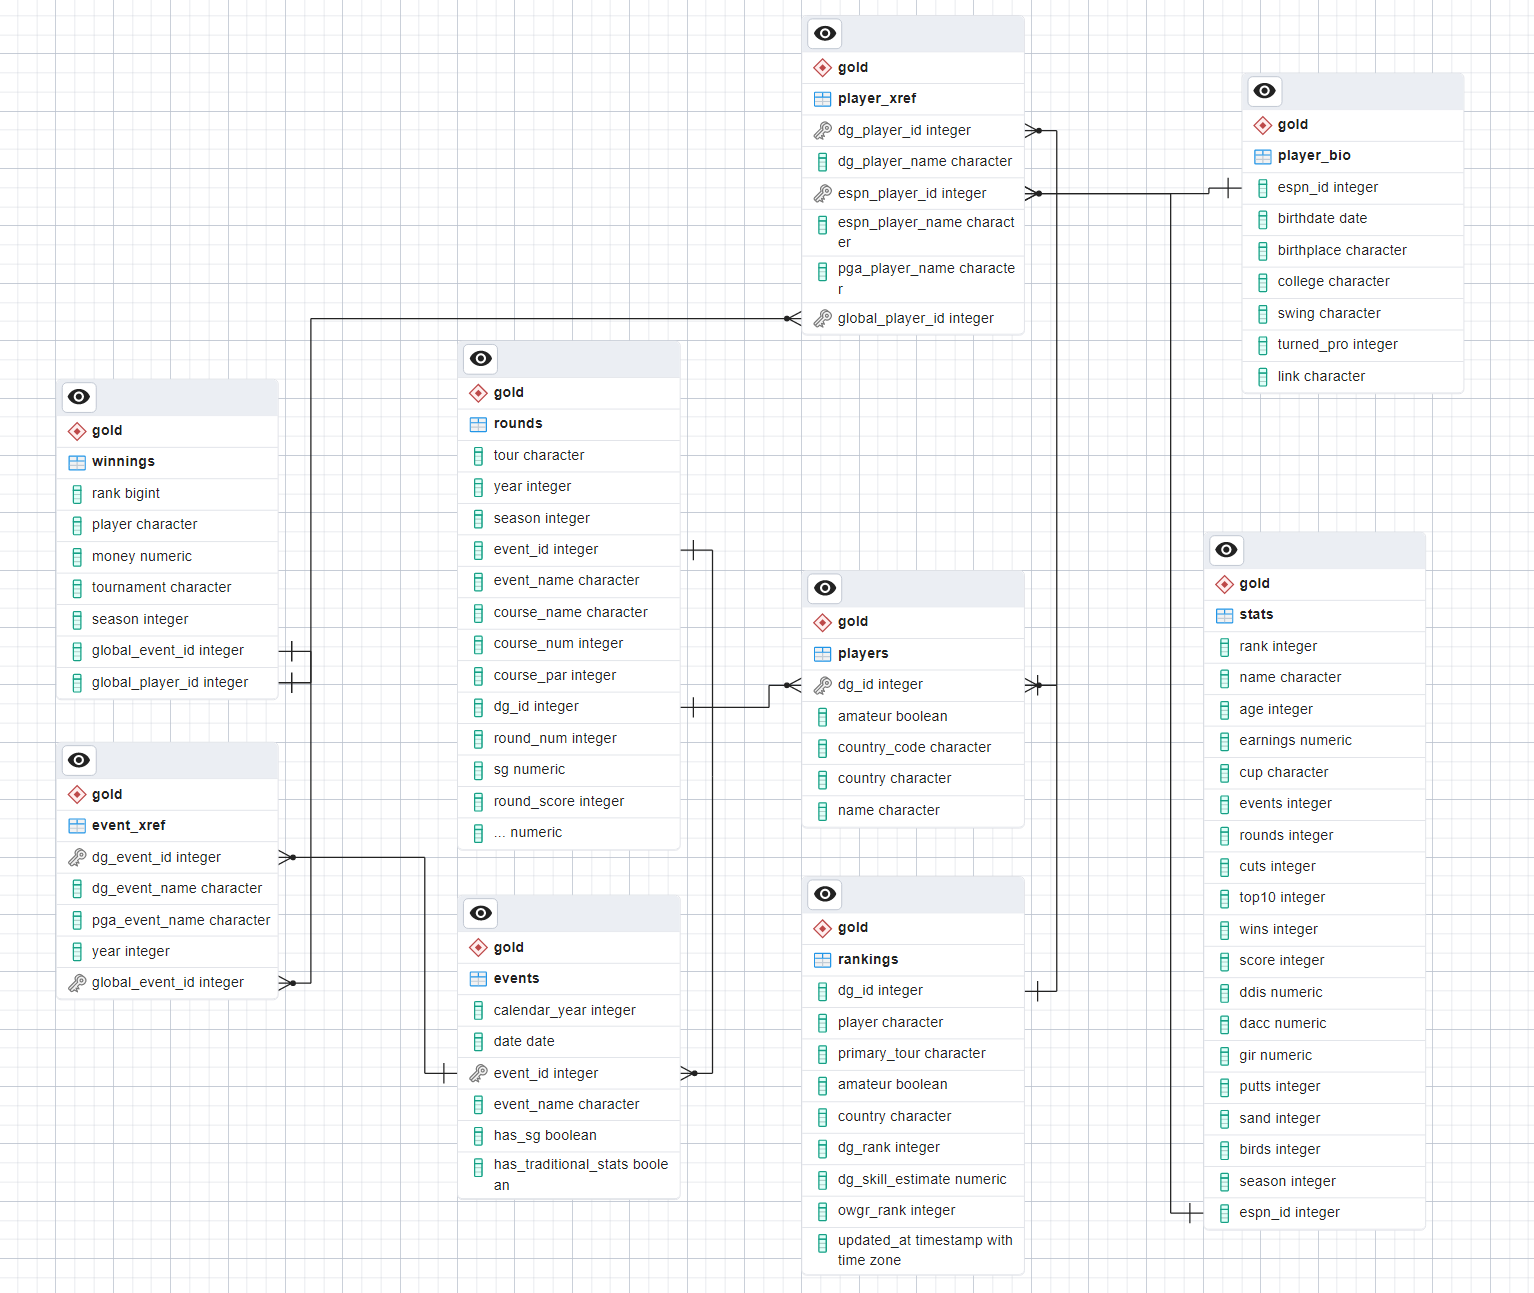 gold
player_xref
dg_player_id integer
dg_player_name character
espn_player_id integer
espn_player_name charact
er
pga_player_name characte
r
global_player_id integer
gold
player_bio
espn_id integer
birthdate date
birthplace character
college character
swing character
turned_pro integer
link character
gold
winnings
rank bigint
player character
money numeric
tournament character
season integer
global_event_id integer
global_player_id integer
gold
rounds
tour character
year integer
season integer
event_id integer
event_name character
course_name character
course_num integer
course_par integer
dg_id integer
round_num integer
sg numeric
round_score integer
... numeric
gold
players
dg_id integer
amateur boolean
country_code character
country character
name character
gold
stats
rank integer
name character
age integer
earnings numeric
cup character
events integer
rounds integer
cuts integer
top10 integer
wins integer
score integer
ddis numeric
dacc numeric
gir numeric
putts integer
sand integer
birds integer
season integer
espn_id integer
gold
event_xref
dg_event_id integer
dg_event_name character
pga_event_name character
year integer
global_event_id integer
gold
events
calendar_year integer
date date
event_id integer
event_name character
has_sg boolean
has_traditional_stats boole
an
gold
rankings
dg_id integer
player character
primary_tour character
amateur boolean
country character
dg_rank integer
dg_skill_estimate numeric
owgr_rank integer
updated_at timestamp with
time zone